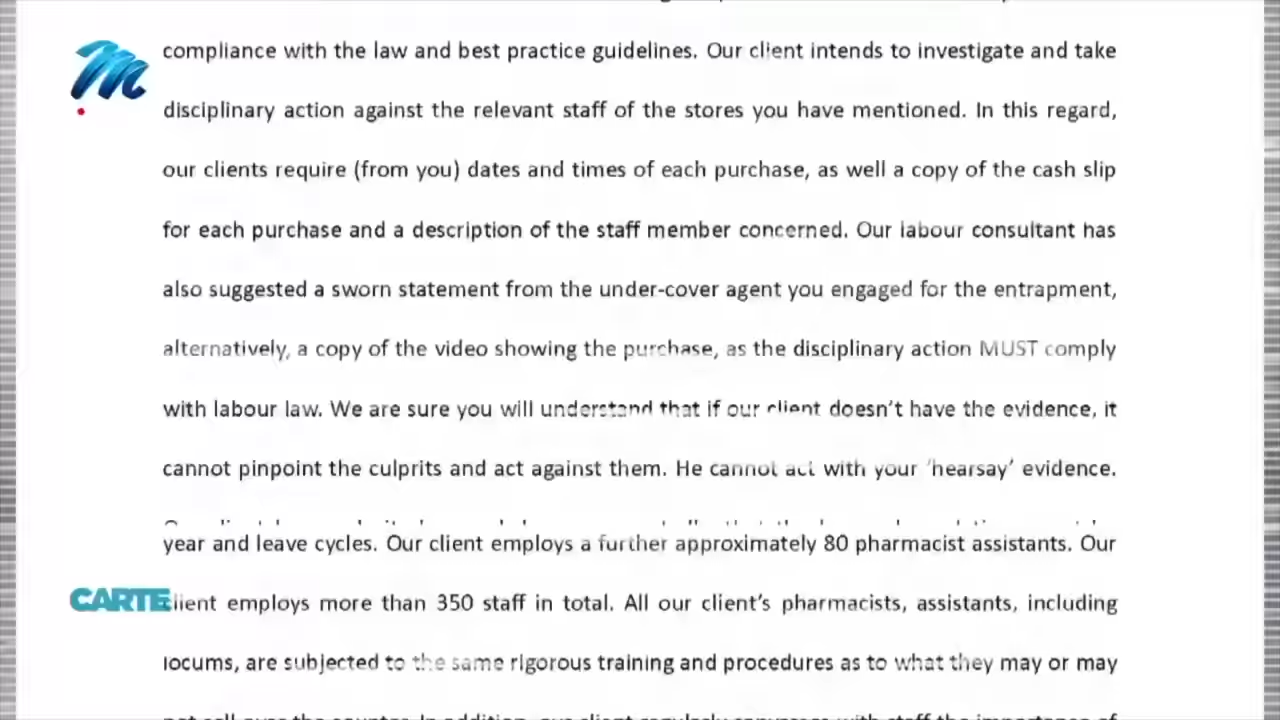 compliance with the law and best practice guidelines. Our client intends to investigate and take
disciplinary action against the relevant staff of the stores you have mentioned. In this regard,
our clients require (from you) dates and times of each purchase, as well a copy of the cash slip
for each purchase and a description of the staff member concerned. Our labour consultant has
also suggested a sworn statement from the under-cover agent you engaged for the entrapment,
alternatively, a copy of the video showing the purchase, as the disciplinary action MUST comply
with labour law. We are sure you will understand that if our client doesn't have the evidence, it
cannot pinpoint the culprits and act against them. He cannot act with your 'hearsay' evidence.
year and leave cycles. Our client employs a further approximately 80 pharmacist assistants. Our
CARTE
client employs more than 350 staff in total. All our client's pharmacists, assistants, including
locums, are subjected to the same rigorous training and procedures as to what they may or may